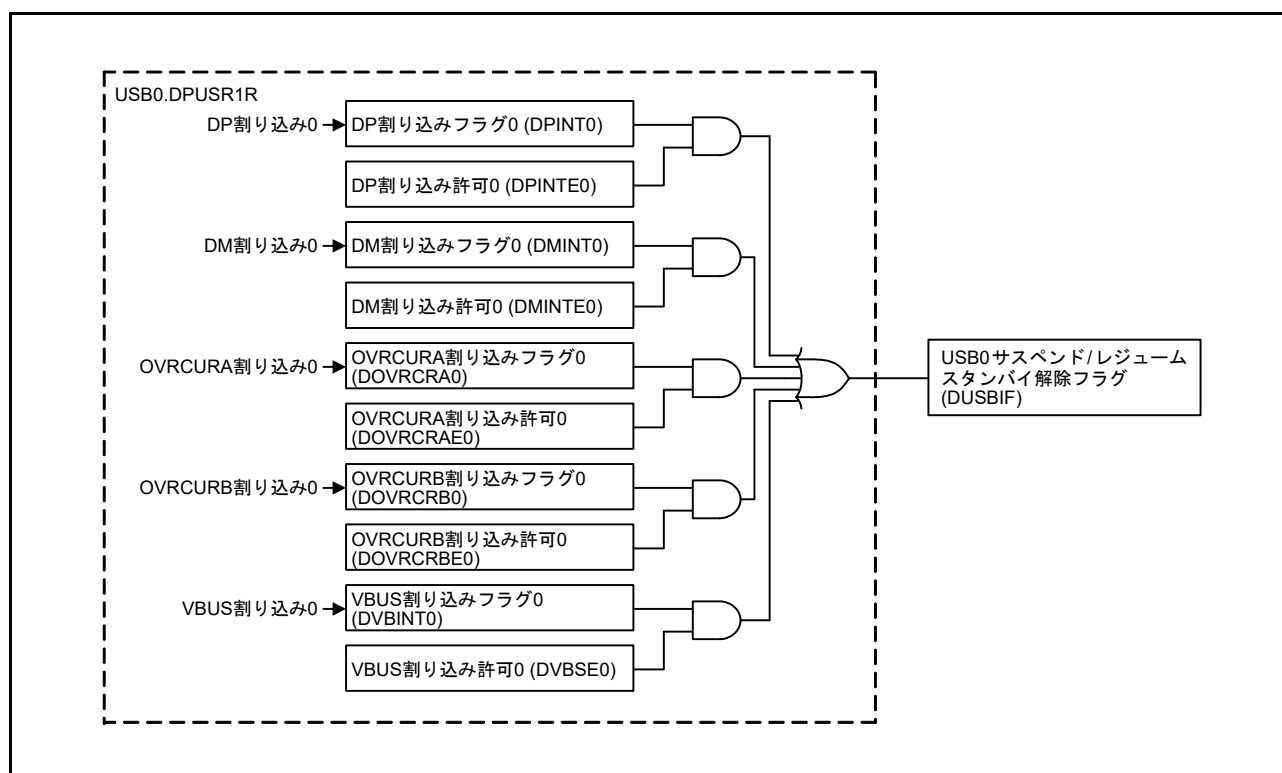 USB0.DPUSR1R
DP割り込み0
DP割り込みフラグ0 (DPINT0)
DP割り込み許可0 (DPINTE0)
DM割り込み0
DM割り込みフラグ0 (DMINT0)
DM割り込み許可0 (DMINTE0)
OVRCURA割り込み0
OVRCURA割り込みフラグ0
(DOVRCRA0)
OVRCURA割り込み許可0
(DOVRCRAE0)
OVRCURB割り込み0
OVRCURB割り込みフラグ0
(DOVRCRB0)
OVRCURB割り込み許可0
(DOVRCRBE0)
VBUS割り込み0
VBUS割り込みフラグ0
(DVBINT0)
VBUS割り込み許可0 (DVBSE0)
USB0サスペンド/レジューム
スタンバイ解除フラグ
(DUSBIF)